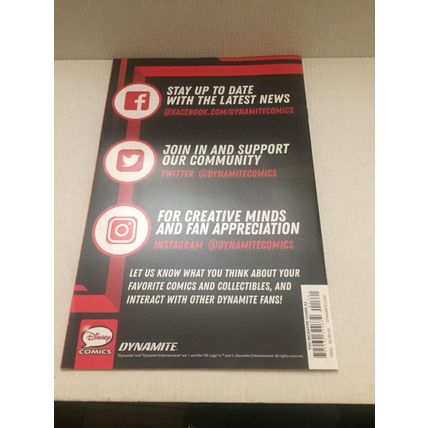 STAY UP TO DATE
WITH THE LATEST NEWS
@FACEBOOK.COM/DYNAMITECOMICS
JOIN IN AND SUPPORT
OUR COMMUNITY
TWITTER @DYNAMITECOMICS
FOR CREATIVE MINDS
AND FAN APPRECIATION
INSTAGRAM @DYNAMITECOMICS
LET US KNOW WHAT YOU THINK ABOUT YOUR
FAVORITE COMICS AND COLLECTIBLES, AND
INTERACT WITH OTHER DYNAMITE FANS!
Disney
COMICS
DYNAMITE